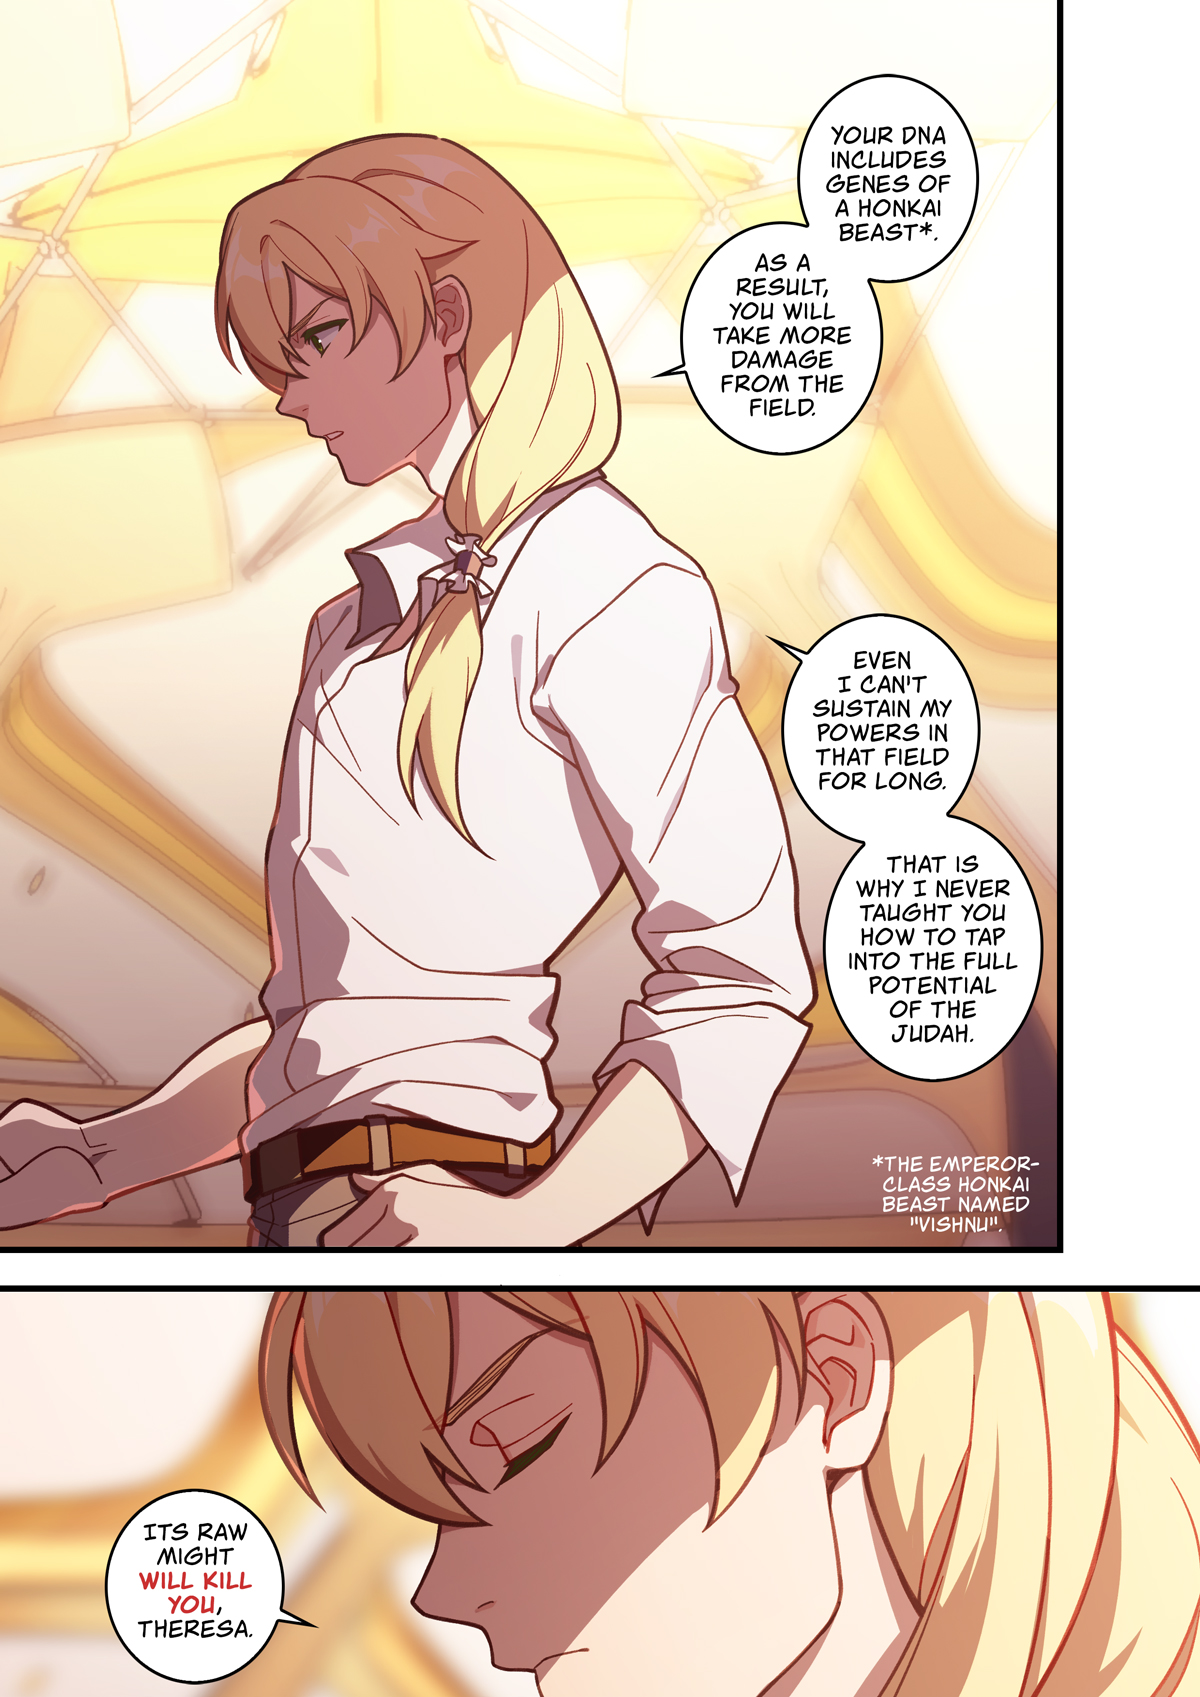 YOUR DNA
INCLUDES
GENES OF
A HONKAI
BEAST*.
AS A
RESULT,
YOU WILL
TAKE MORE
DAMAGE
FROM THE
FIELD.
EVEN
I CAN'T
SUSTAIN MY
POWERS IN
THAT FIELD
FOR LONG.
THAT IS
WHY I NEVER
TAUGHT YOU
HOW TO TAP
INTO THE FULL
POTENTIAL
OF THE
JUDAH.
*THE EMPEROR-
CLASS HONKAI
BEAST NAMED
"VISHNU".
ITS RAW
MIGHT
WILL KILL
YOU,
THERESA.